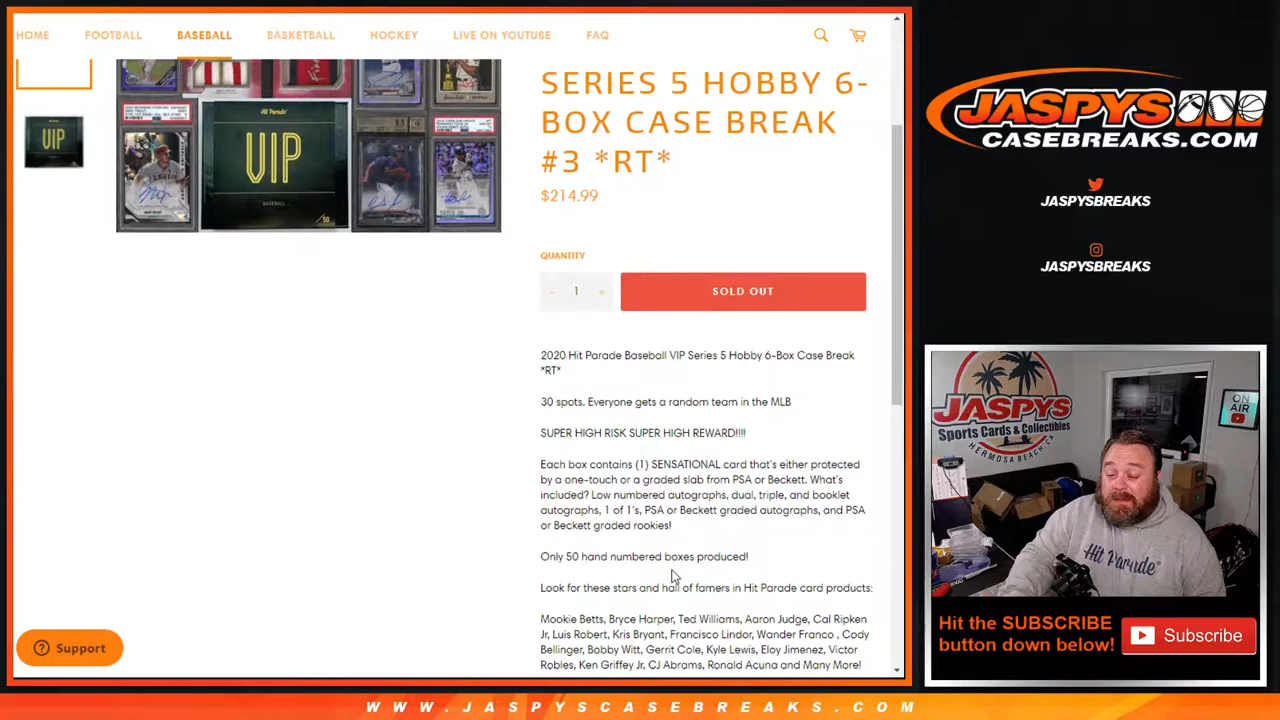 HOME FOOTBALL BASEBALL BASKETBALL HOCKEY LIVE ON YOUTUBE FAQ
SERIES 5 HOBBY 6-
BOX CASE BREAK
#3 *RT*
$214.99
QUANTITY
- 1 +
SOLD OUT
2020 Hit Parade Baseball VIP Series 5 Hobby 6-Box Case Break
*RT*
30 spots. Everyone gets a random team in the MLB
SUPER HIGH RISK SUPER HIGH REWARD!!!!
Each box contains (1) SENSATIONAL card that's either protected
by a one-touch or a graded slab from PSA or Beckett. What's
included? Low numbered autographs, dual, triple, and booklet
autographs, 1 of 1's, PSA or Beckett graded autographs, and PSA
or Beckett graded rookies!
Only 50 hand numbered boxes produced!
Look for these stars and hall of famers in Hit Parade card products:
Mookie Betts, Bryce Harper, Ted Williams, Aaron Judge, Cal Ripken
Jr, Luis Robert, Kris Bryant, Francisco Lindor, Wander Franco , Cody
Bellinger, Bobby Witt, Gerrit Cole, Kyle Lewis, Eloy Jimenez, Victor
Robles, Ken Griffey Jr, CJ Abrams, Ronald Acuna and Many More!
Hit Parade
VIP
BASEBALL
/50
VIP
Support
JASPYS
CASEBREAKS.COM
JASPYSBREAKS
JASPYSBREAKS
JASPYS
Sports Cards & Collectibles
HERMOSA BEACH, CA
ON
AIR
Hit Parade
Hit the SUBSCRIBE
button down below!
Subscribe
WWW.JASPYSCASEBREAKS.COM